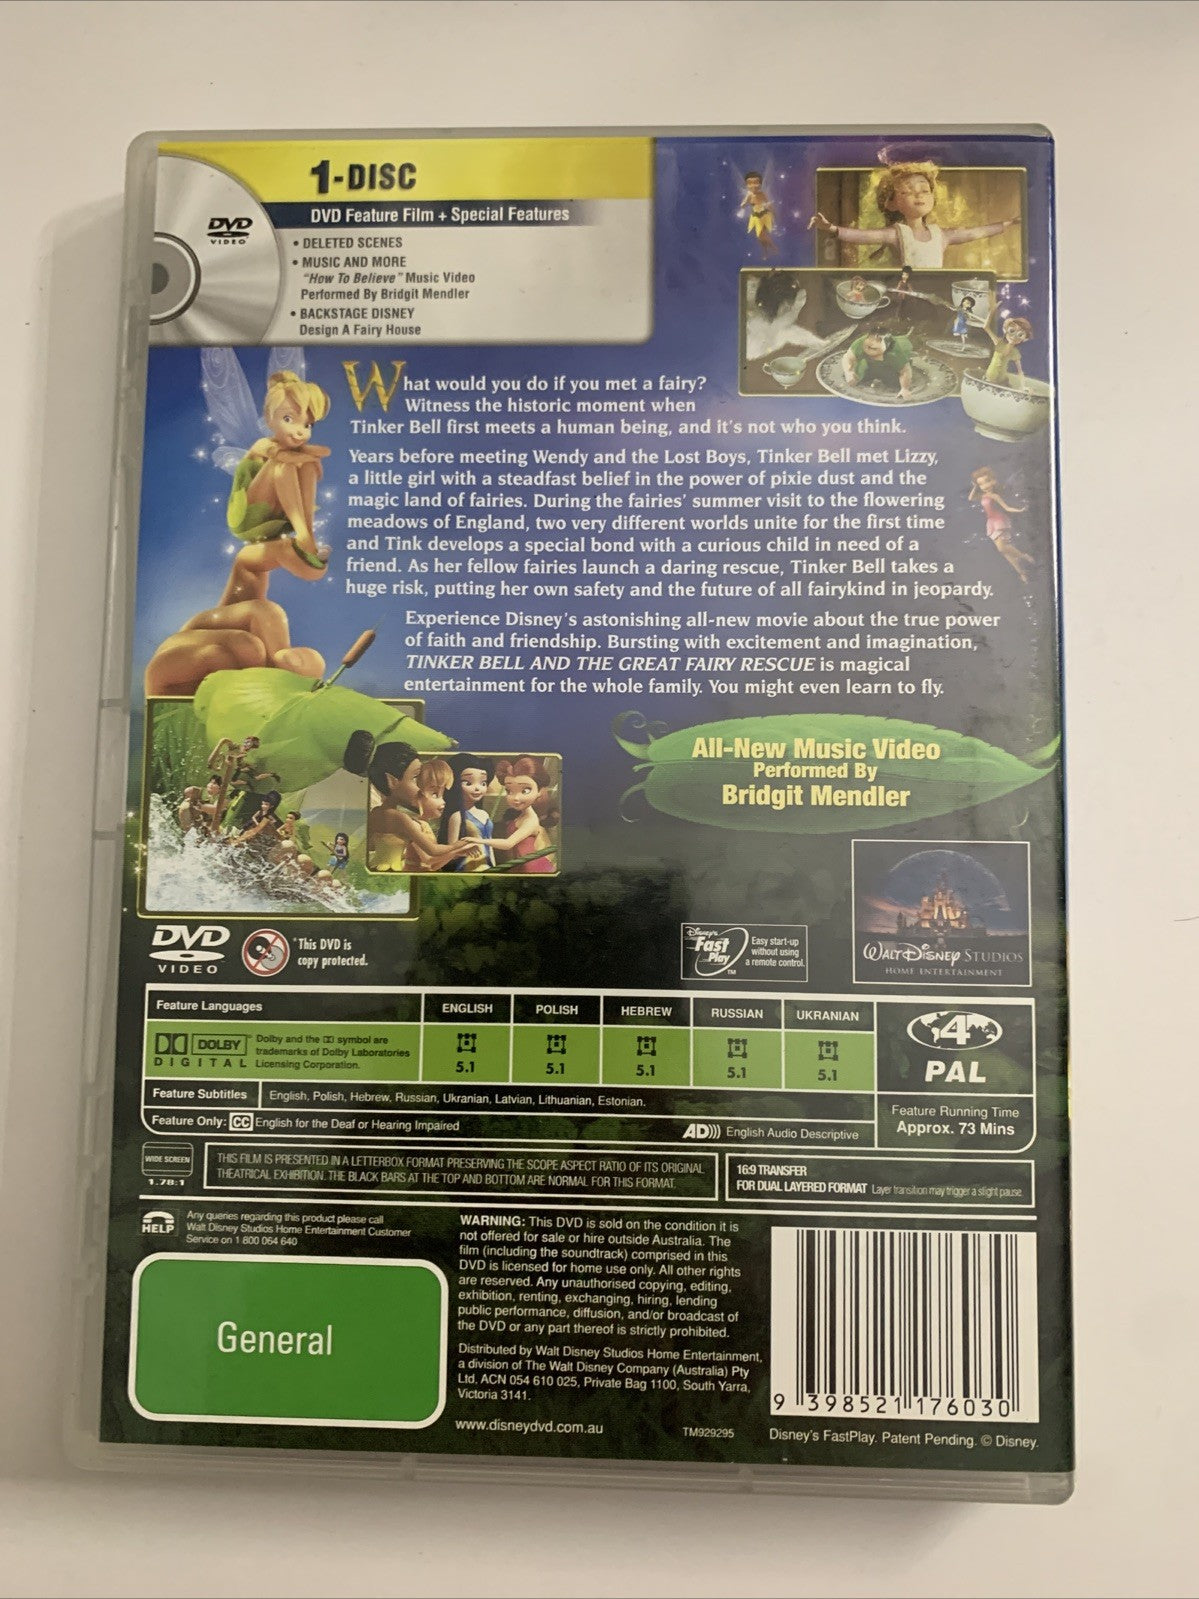 1-DISC
DVD Feature Film + Special Features
DVD
VIDEO
• DELETED SCENES
• MUSIC AND MORE
"How To Believe" Music Video
Performed By Bridgit Mendler
• BACKSTAGE DISNEY
Design A Fairy House
What would you do if you met a fairy?
Witness the historic moment when
Tinker Bell first meets a human being, and it's not who you think.
Years before meeting Wendy and the Lost Boys, Tinker Bell met Lizzy,
a little girl with a steadfast belief in the power of pixie dust and the
magic land of fairies. During the fairies' summer visit to the flowering
meadows of England, two very different worlds unite for the first time
and Tink develops a special bond with a curious child in need of a
friend. As her fellow fairies launch a daring rescue, Tinker Bell takes a
huge risk, putting her own safety and the future of all fairykind in jeopardy.
Experience Disney's astonishing all-new movie about the true power
of faith and friendship. Bursting with excitement and imagination,
TINKER BELL AND THE GREAT FAIRY RESCUE is magical
entertainment for the whole family. You might even learn to fly.
All-New Music Video
Performed By
Bridgit Mendler
DVD
VIDEO
*This DVD is
copy protected.
Disney's
Fast
Play
TM
Easy start-up
without using
a remote control.
WALT DISNEY STUDIOS
HOME ENTERTAINMENT
Feature Languages
ENGLISH
POLISH
HEBREW
RUSSIAN
UKRANIAN
DOLBY
DIGITAL
Dolby and the DD symbol are
trademarks of Dolby Laboratories
Licensing Corporation.
5.1
5.1
5.1
5.1
5.1
4
PAL
Feature Subtitles
English, Polish, Hebrew, Russian, Ukranian, Latvian, Lithuanian, Estonian.
Feature Only: CC English for the Deaf or Hearing Impaired
AD))) English Audio Descriptive
Feature Running Time
Approx. 73 Mins
WIDE SCREEN
1.78:1
THIS FILM IS PRESENTED IN A LETTERBOX FORMAT PRESERVING THE SCOPE ASPECT RATIO OF ITS ORIGINAL
THEATRICAL EXHIBITION. THE BLACK BARS AT THE TOP AND BOTTOM ARE NORMAL FOR THIS FORMAT.
16:9 TRANSFER
FOR DUAL LAYERED FORMAT Layer transition may trigger a slight pause
HELP
Any queries regarding this product please call
Walt Disney Studios Home Entertainment Customer
Service on 1 800 064 640
General
WARNING: This DVD is sold on the condition it is
not offered for sale or hire outside Australia. The
film (including the soundtrack) comprised in this
DVD is licensed for home use only. All other rights
are reserved. Any unauthorised copying, editing,
exhibition, renting, exchanging, hiring, lending
public performance, diffusion, and/or broadcast of
the DVD or any part thereof is strictly prohibited.
Distributed by Walt Disney Studios Home Entertainment,
a division of The Walt Disney Company (Australia) Pty
Ltd. ACN 054 610 025, Private Bag 1100, South Yarra,
Victoria 3141.
www.disneydvd.com.au
TM929295
9 398521 176030
Disney's FastPlay. Patent Pending. © Disney.